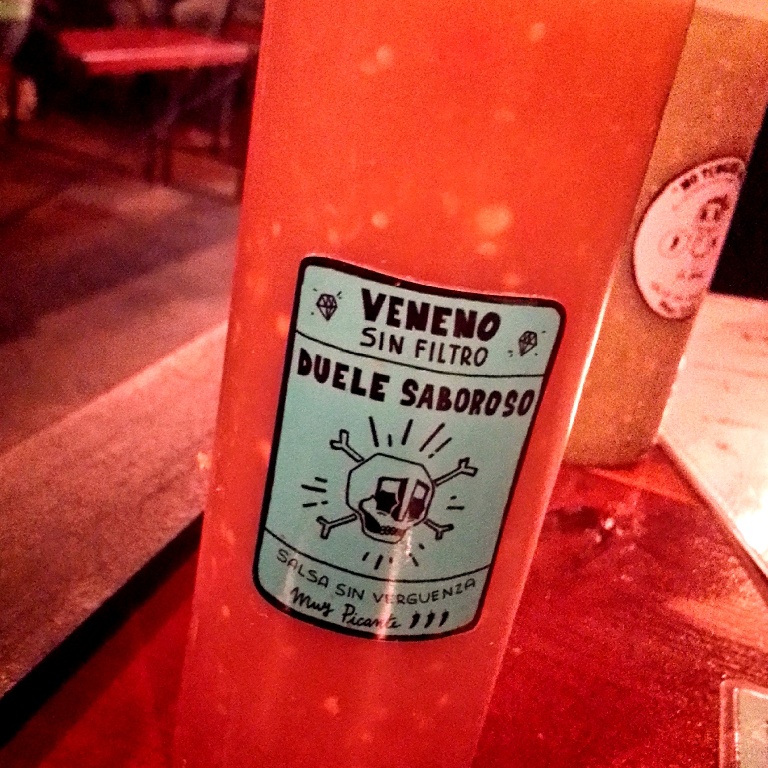 VENENO
SIN FILTRO
DUELE SABOROSO
SALSA SIN VERGUENZA
Muy Picante